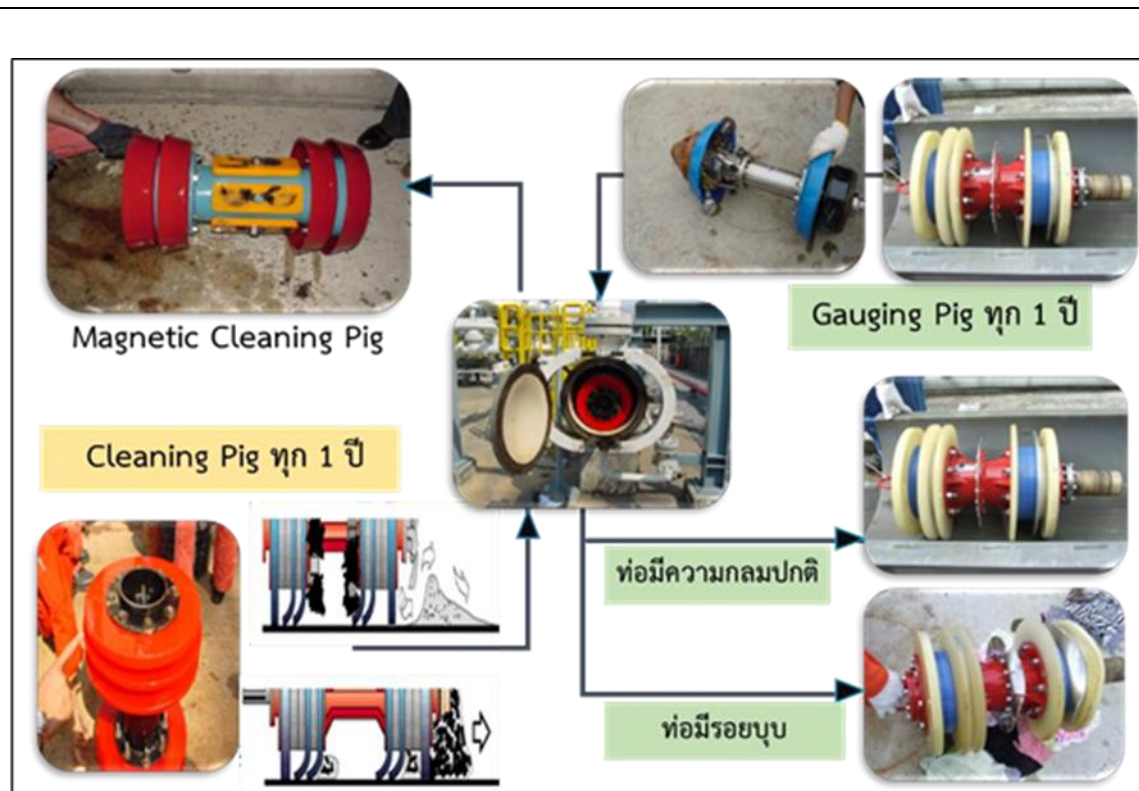 Magnetic Cleaning Pig
Gauging Pig ทุก 1 ปี
Cleaning Pig ทุก 1 ปี
ท่อมีความกลมปกติ
ท่อมีรอยบุบ